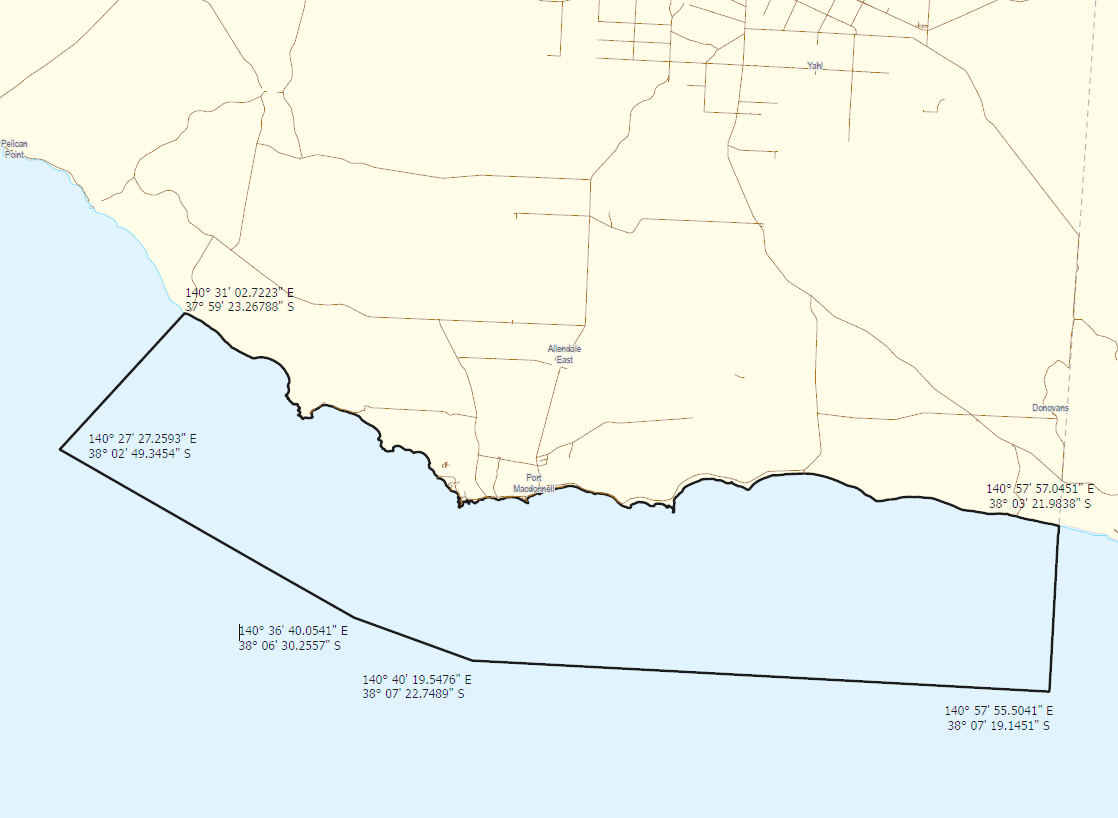 Yahl
Pelican
Point
140° 31' 02.7223" E
37° 59' 23.26788" S
Allendale
East
Donovans
140° 27' 27.2593" E
38° 02' 49.3454" S
Port
Macdonnell
140° 57' 57.0451" E
38° 03' 21.9838" S
140° 36' 40.0541" E
38° 06' 30.2557" S
140° 40' 19.5476" E
38° 07' 22.7489" S
140° 57' 55.5041" E
38° 07' 19.1451" S